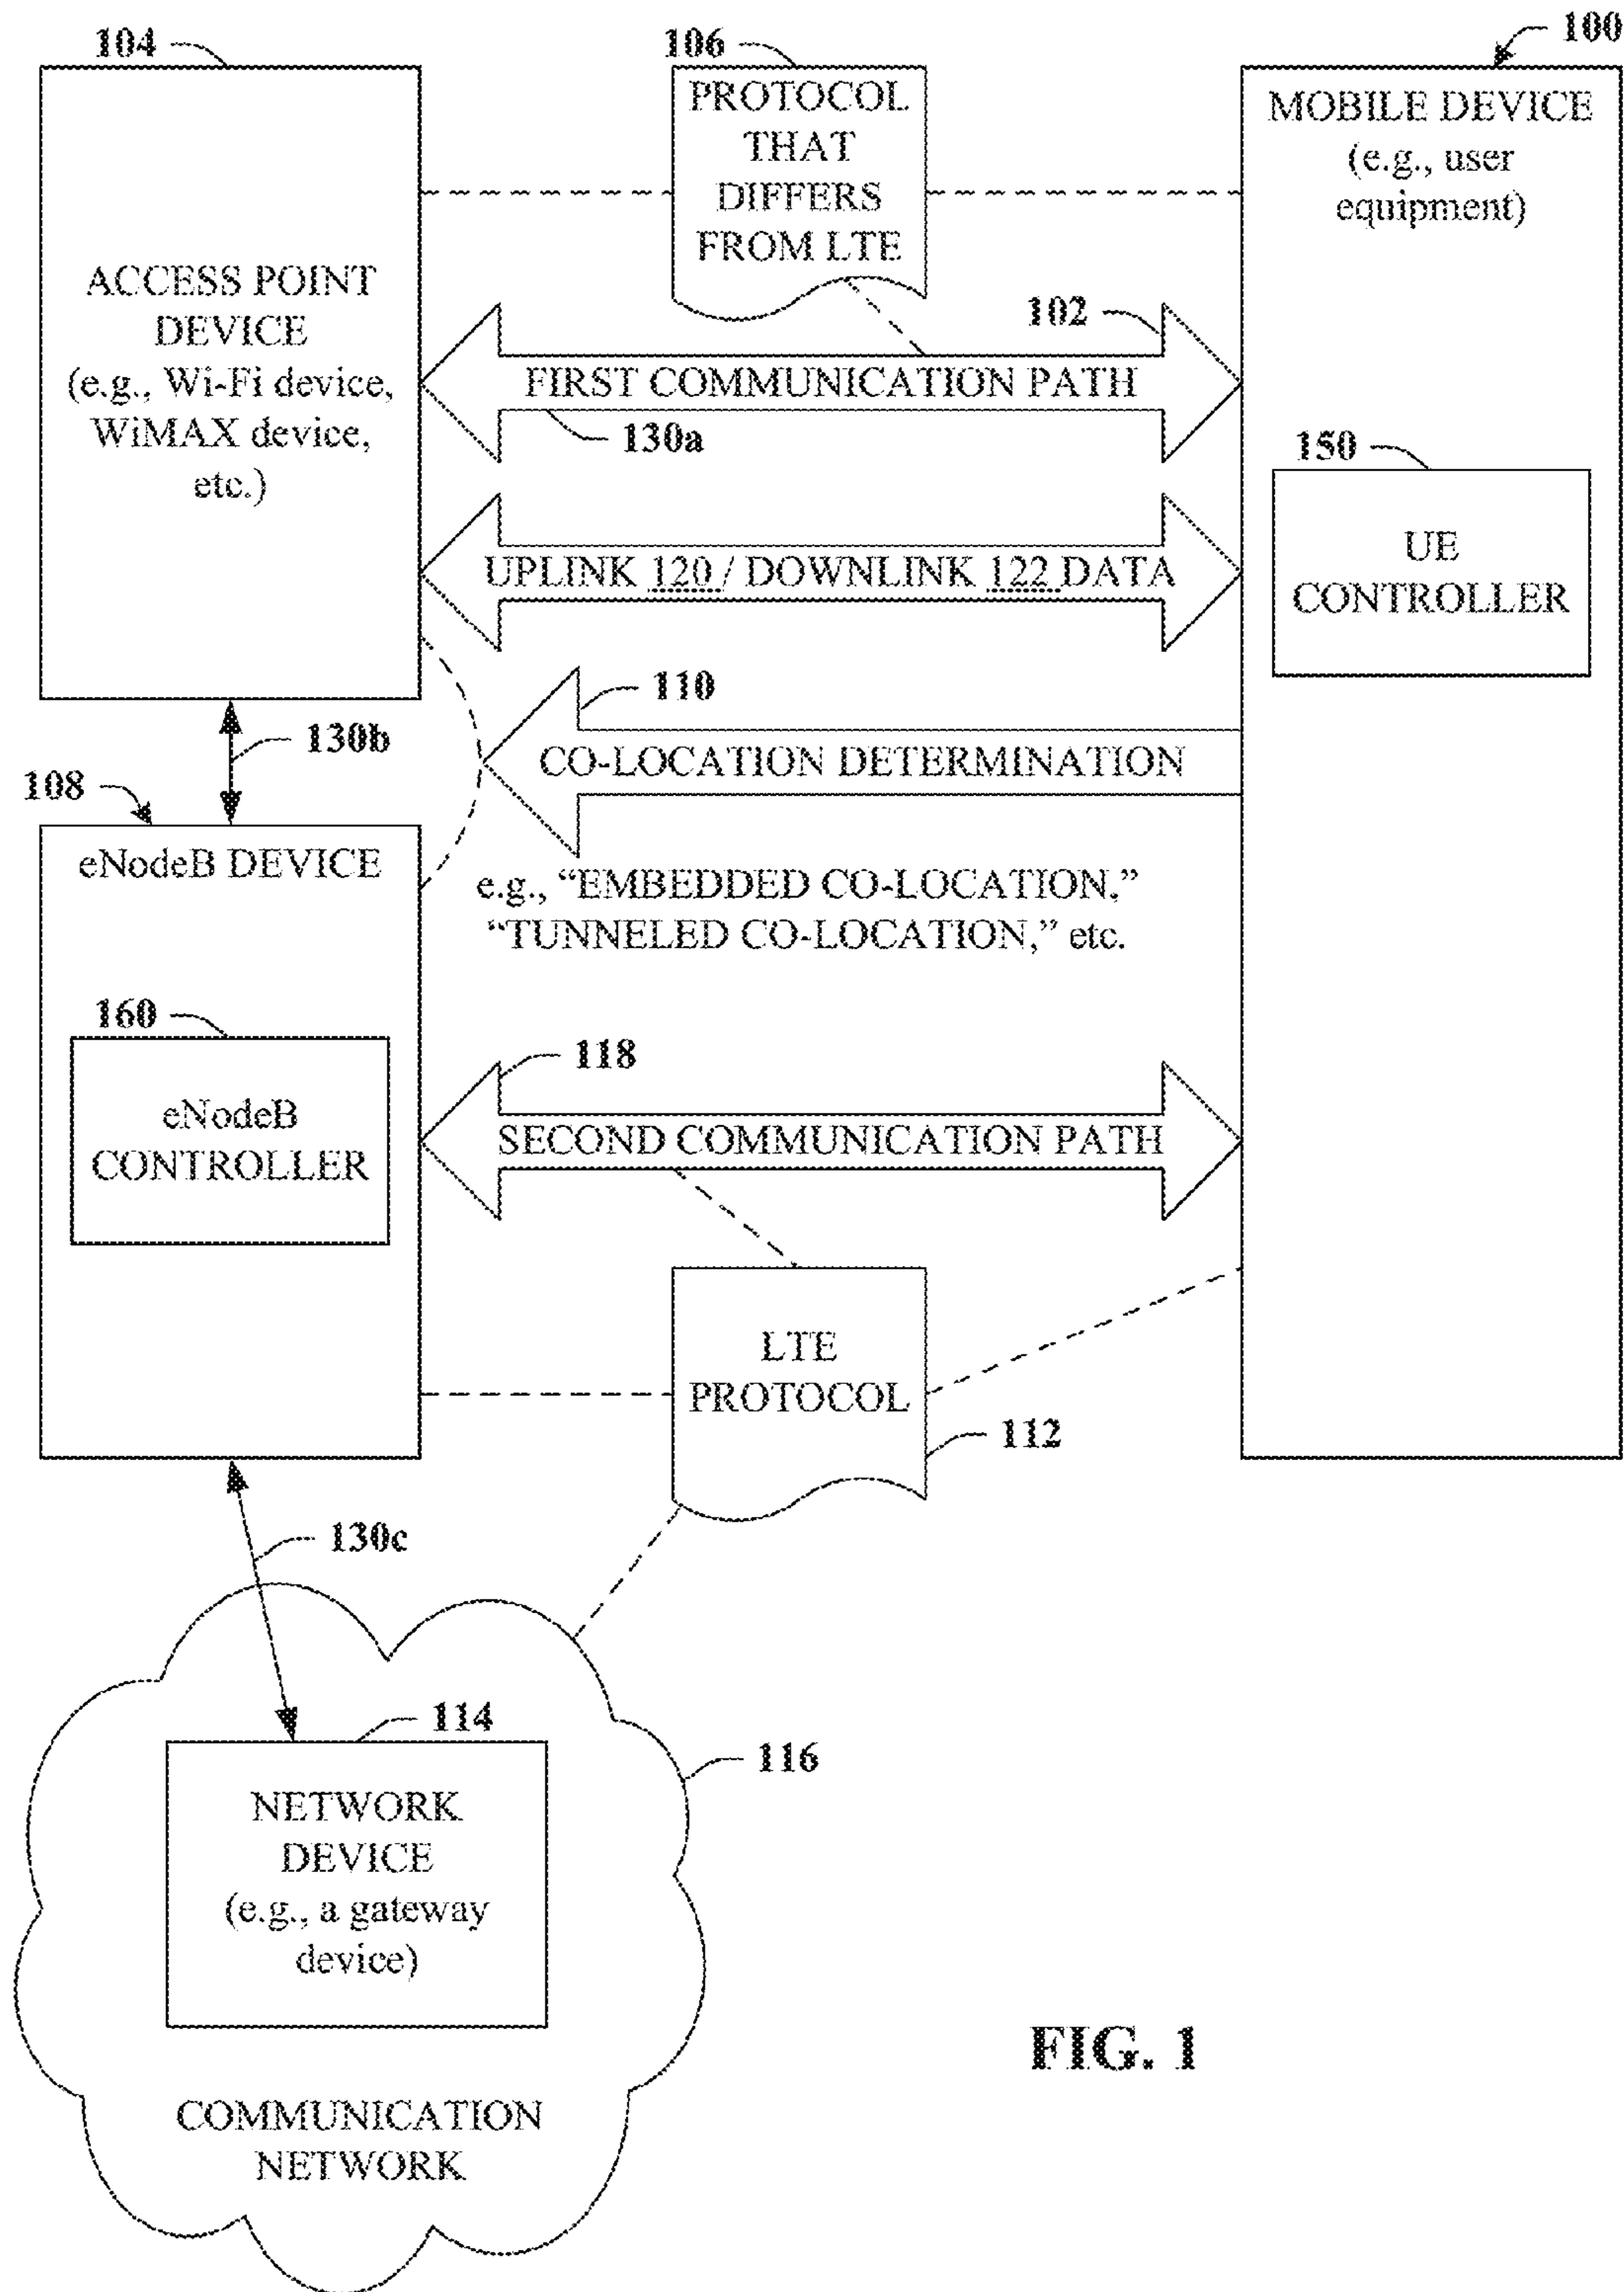 104
106
100
PROTOCOL
THAT
DIFFERS
FROM LTE
MOBILE DEVICE
(e.g., user
equipment)
ACCESS POINT
DEVICE
(e.g., Wi-Fi device,
WiMAX device,
etc.)
102
FIRST COMMUNICATION PATH
130a
150
UE
CONTROLLER
UPLINK 120 / DOWNLINK 122 DATA
110
130b
CO-LOCATION DETERMINATION
108
eNodeB DEVICE
e.g., “EMBEDDED CO-LOCATION,”
“TUNNELED CO-LOCATION,” etc.
160
eNodeB
CONTROLLER
118
SECOND COMMUNICATION PATH
LTE
PROTOCOL
112
130c
114
116
NETWORK
DEVICE
(e.g., a gateway
device)
COMMUNICATION
NETWORK
FIG. 1